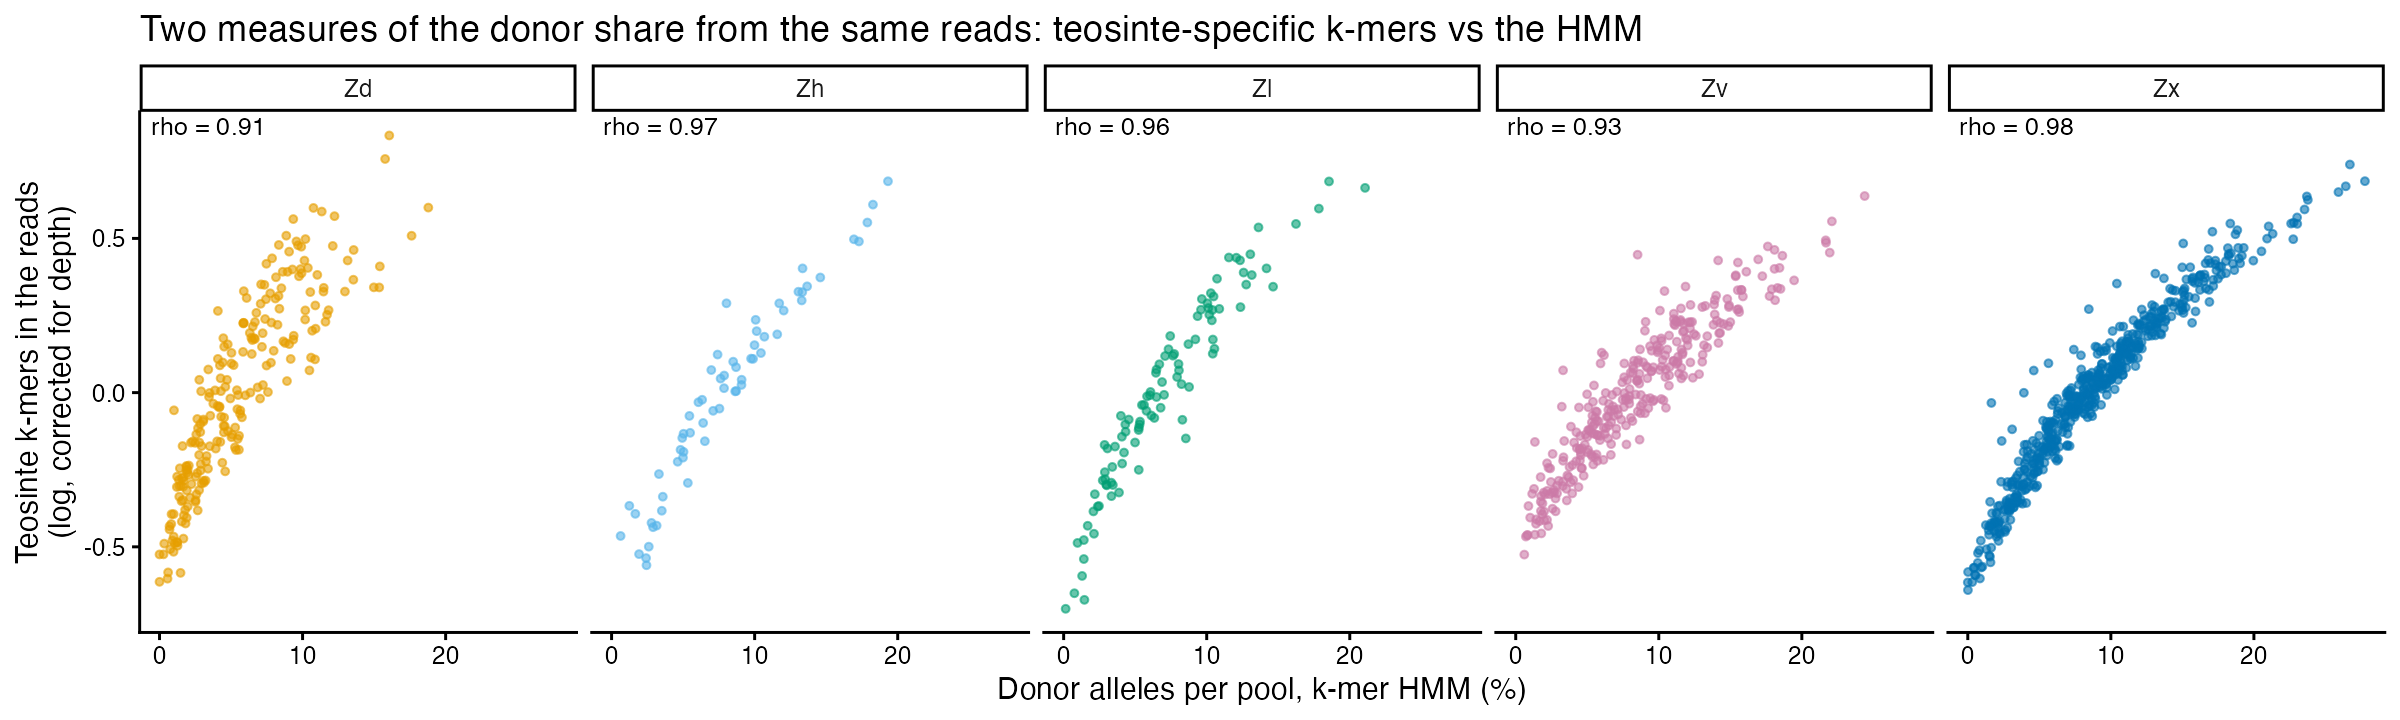 Two measures of the donor share from the same reads: teosinte-specific k-mers vs the HMM
Zd
Zh
Zl
Zv
Zx
rho = 0.91
rho = 0.97
rho = 0.96
rho = 0.93
rho = 0.98
Teosinte k-mers in the reads
(log, corrected for depth)
0.5
0.0
-0.5
0
10
20
0
10
20
0
10
20
0
10
20
0
10
20
Donor alleles per pool, k-mer HMM (%)